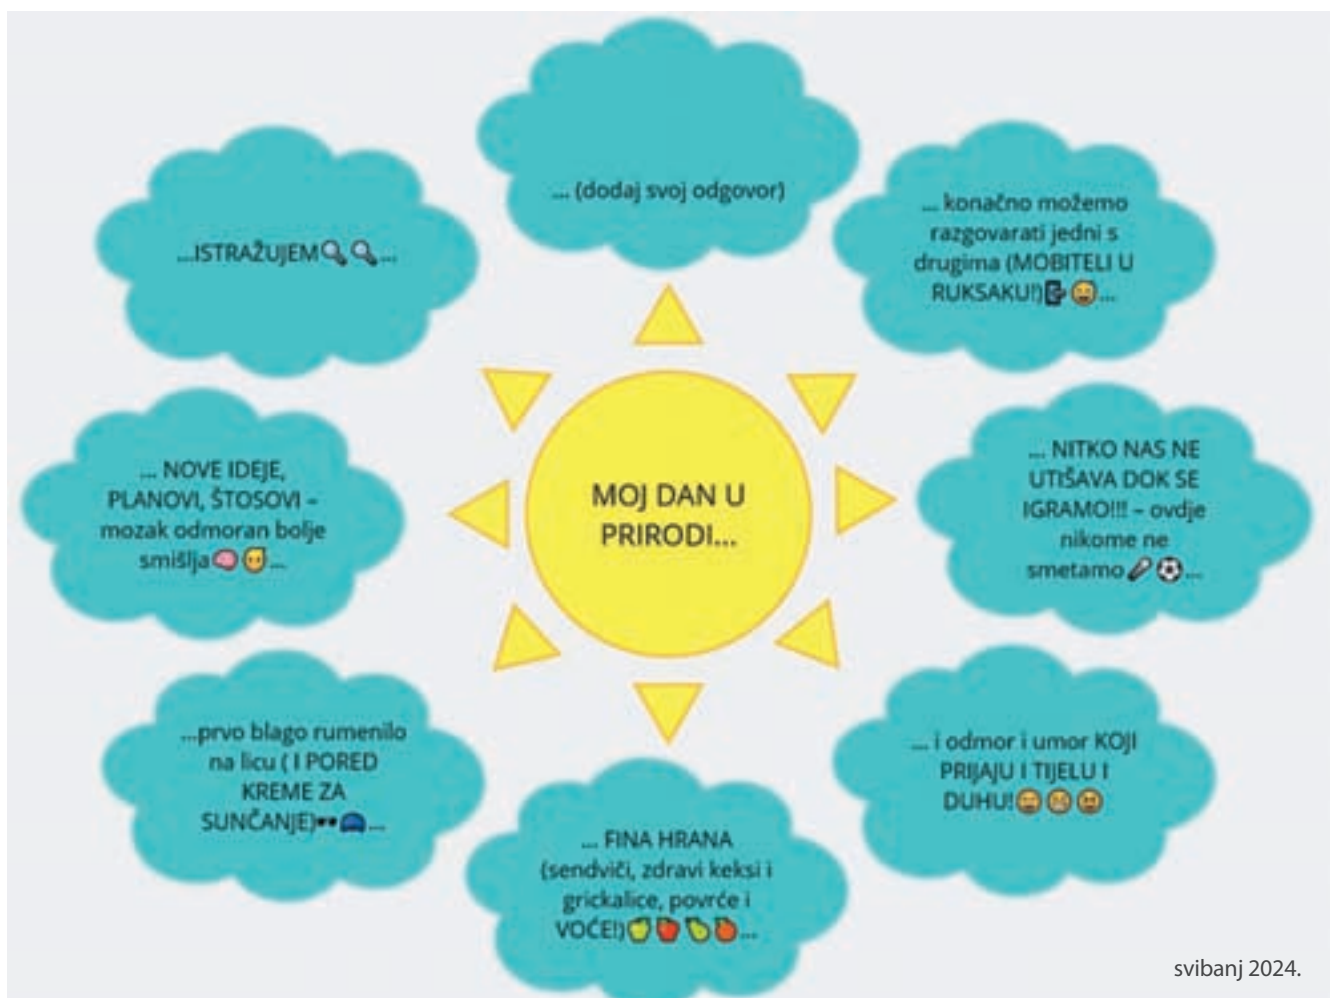 ... (dodaj svoj odgovor)
... konačno možemo
razgovarati jedni s
drugima (MOBITELI U
RUKSAKU!)📴😄...
... NITKO NAS NE
UTIŠAVA DOK SE
IGRAMO!!! – ovdje
nikome ne
smetamo🎤⚽...
... i odmor i umor KOJI
PRIJAJU I TIJELU I
DUHU!😄😁😆
... FINA HRANA
(sendviči, zdravi keksi i
grickalice, povrće i
VOĆE!)🍏🍎🍐🍊...
...prvo blago rumenilo
na licu ( I PORED
KREME ZA
SUNČANJE)🕶🧢...
... NOVE IDEJE,
PLANOVI, ŠTOSOVI –
mozak odmoran bolje
smišlja🧠...
...ISTRAŽUJEM🔍🔍...
MOJ DAN U
PRIRODI...
svibanj 2024.